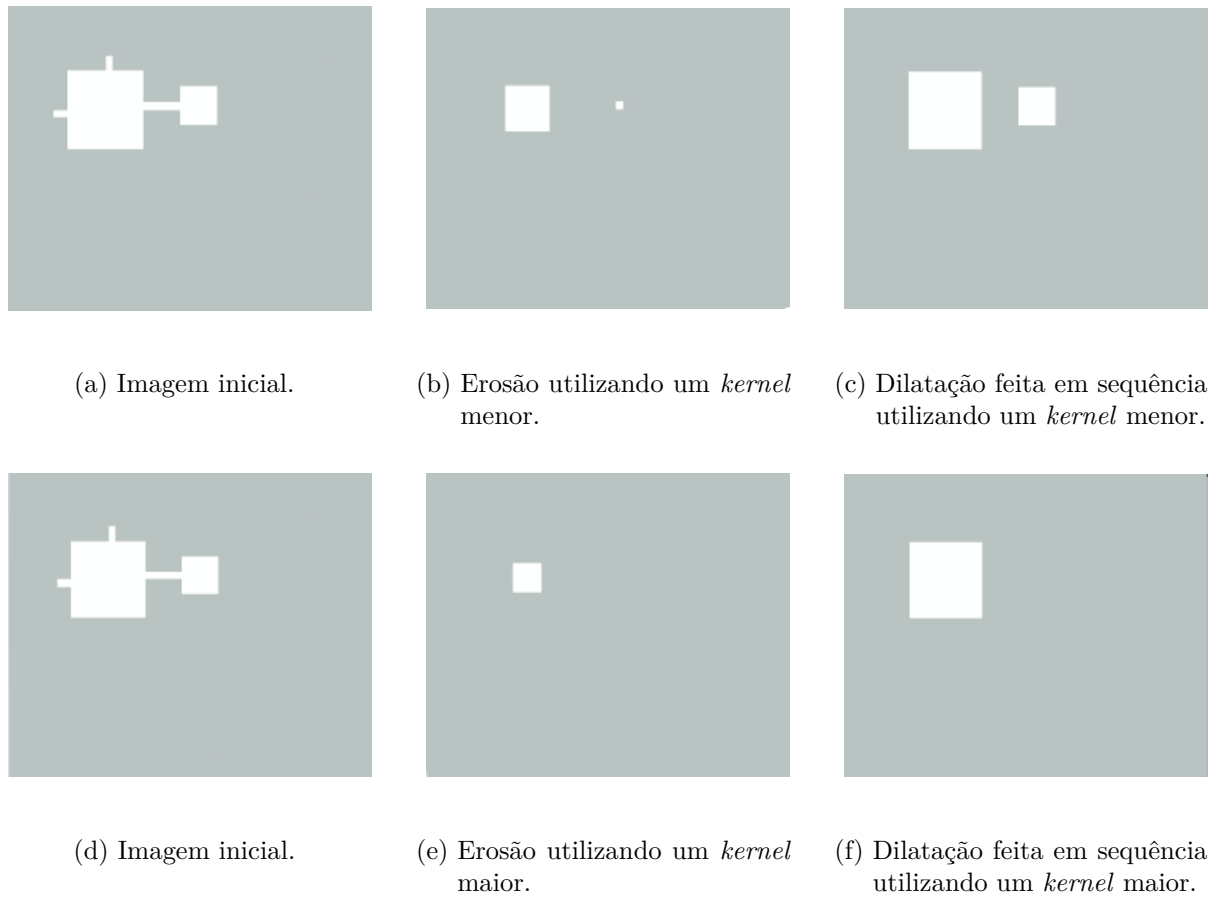 (a) Imagem inicial.
(b) Erosão utilizando um kernel
menor.
(c) Dilatação feita em sequência
utilizando um kernel menor.
(d) Imagem inicial.
(e) Erosão utilizando um kernel
maior.
(f) Dilatação feita em sequência
utilizando um kernel maior.